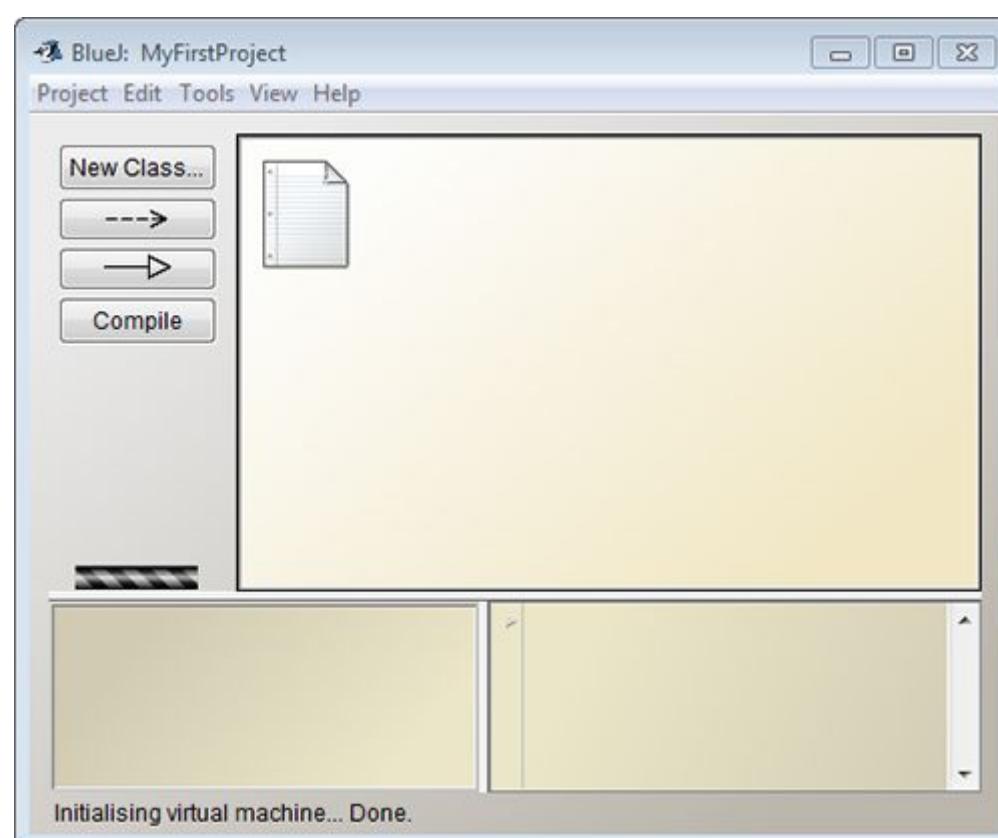 BlueJ: MyFirstProject
Project Edit Tools View Help
New Class...
Compile
Initialising virtual machine... Done.